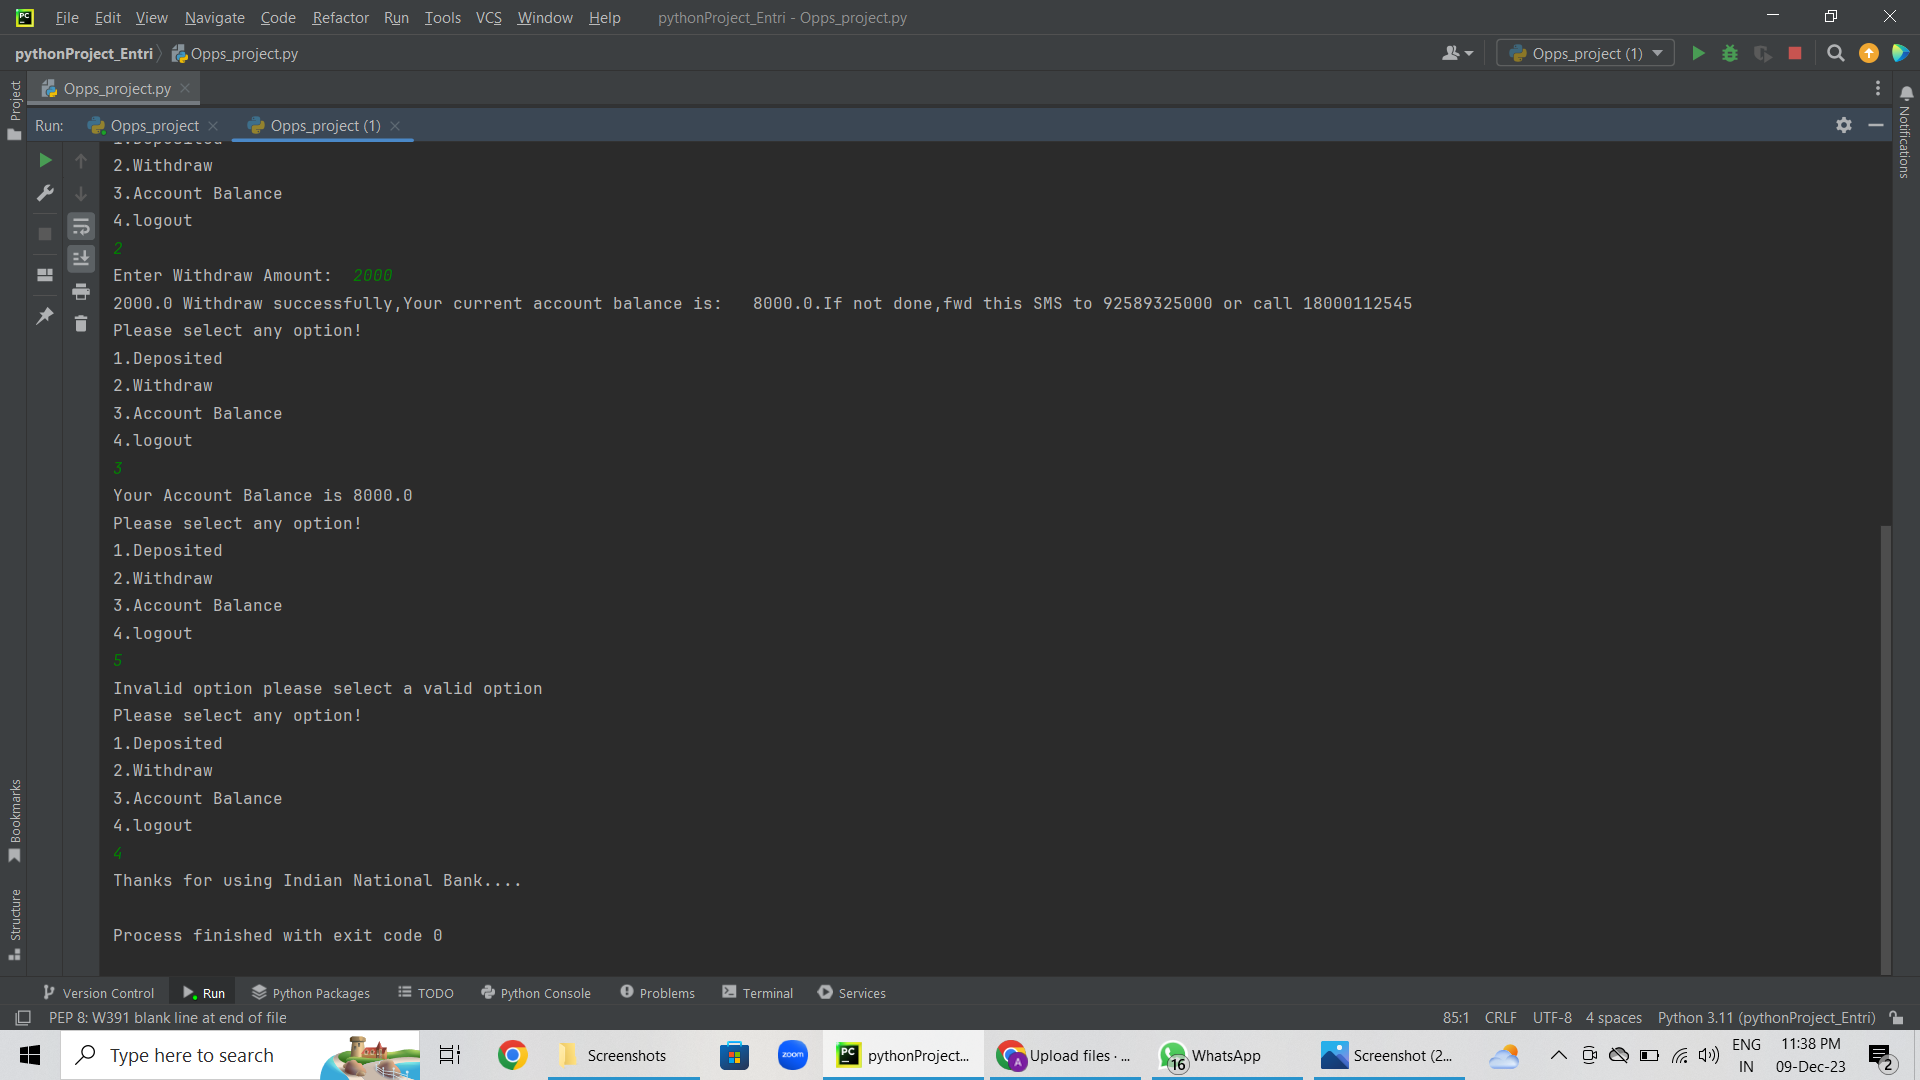 PC File Edit View Navigate Code Refactor Run Tools VCS Window Help pythonProject_Entri - Opps_project.py
pythonProject_Entri Opps_project.py Opps_project (1)
Project Opps_project.py
Notifications
Run: Opps_project Opps_project (1)
1.Deposited
2.Withdraw
3.Account Balance
4.logout
2
Enter Withdraw Amount:  2000
2000.0 Withdraw successfully,Your current account balance is:   8000.0.If not done,fwd this SMS to 92589325000 or call 18000112545
Please select any option!
1.Deposited
2.Withdraw
3.Account Balance
4.logout
3
Your Account Balance is 8000.0
Please select any option!
1.Deposited
2.Withdraw
3.Account Balance
4.logout
5
Invalid option please select a valid option
Please select any option!
1.Deposited
2.Withdraw
3.Account Balance
4.logout
4
Thanks for using Indian National Bank....
Process finished with exit code 0
Bookmarks
Structure
Version Control Run Python Packages TODO Python Console Problems Terminal Services
PEP 8: W391 blank line at end of file 85:1 CRLF UTF-8 4 spaces Python 3.11 (pythonProject_Entri)
Type here to search Screenshots zoom PC pythonProject... A Upload files · ... 16 WhatsApp Screenshot (2... ENG IN 11:38 PM 09-Dec-23 2